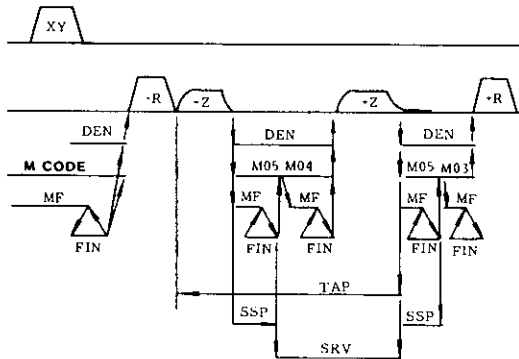 XY
-R -Z +Z +R
DEN DEN DEN
M CODE M05 M04 M05 M03
MF MF MF MF MF
FIN FIN FIN FIN FIN
TAP
SSP SSP
SRV